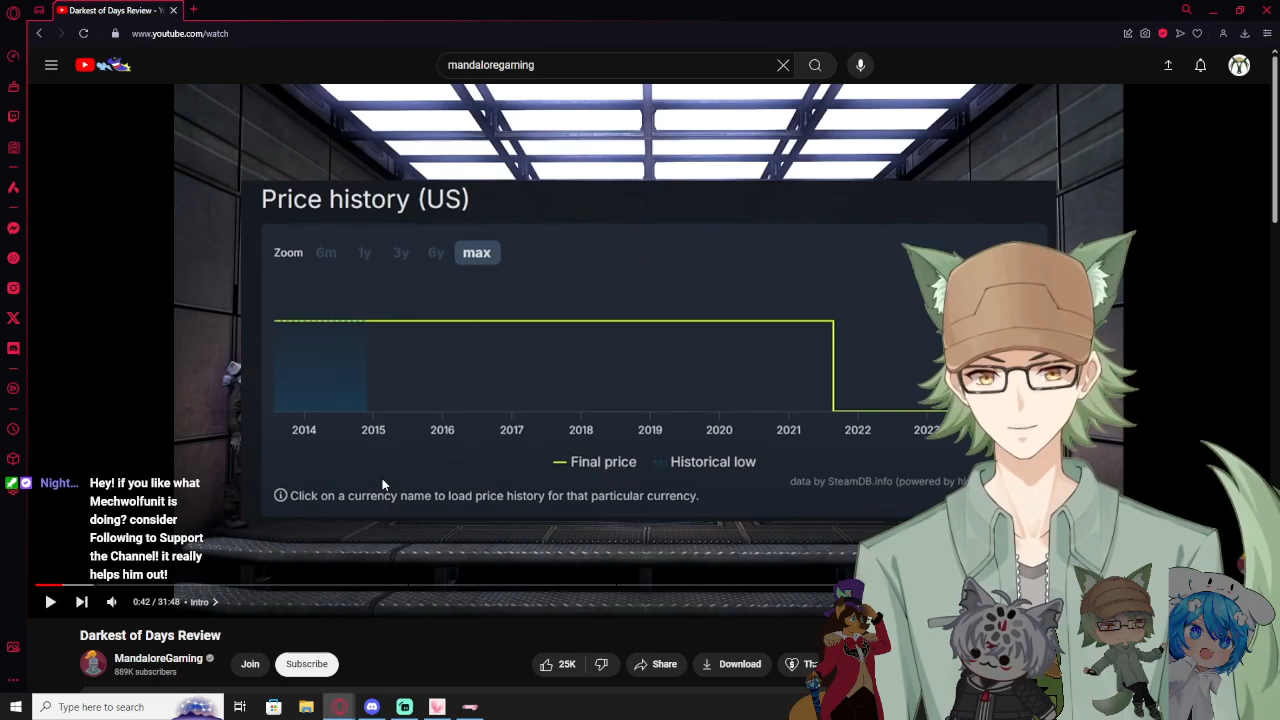 Darkest of Days Review - Y
www.youtube.com/watch
mandaloregaming
Price history (US)
Zoom 6m 1y 3y 6y max
2014 2015 2016 2017 2018 2019 2020 2021 2022 2023
Final price Historical low
data by SteamDB.info (powered by hi
Click on a currency name to load price history for that particular currency.
Night... Hey! if you like what
Mechwolfunit is
doing? consider
Following to Support
the Channel! it really
helps him out!
0:42 / 31:48 • Intro
Darkest of Days Review
MandaloreGaming
889K subscribers
Join
Subscribe
25K
Share
Download
Th
Type here to search